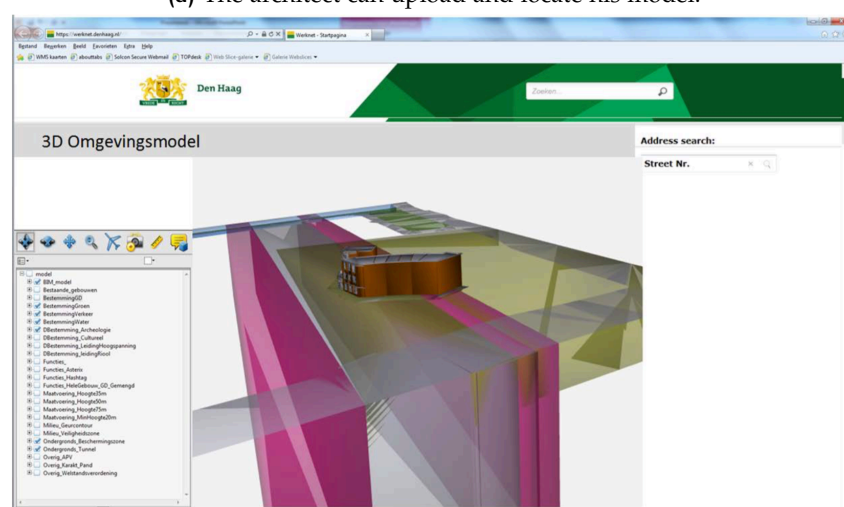 (a) The architect can upload and locate his model.
https://werknet.denhaag.nl/
Werknet - Startpagina
Bestand Bewerken Beeld Favorieten Extra Help
WMS kaarten abouttabs Selcon Secure Webmail TOPdesk Web Slice-galerie Galerie Webslices
Den Haag
Zoeken...
3D Omgevingsmodel
Address search:
Street Nr.
model
BIM_model
Bestaande_gebouwen
BestemmingGD
BestemmingGroen
BestemmingVerkeer
BestemmingWater
DBestemming_Archeologie
DBestemming_Cultureel
DBestemming_LeidingHoogspanning
DBestemming_leidingRiool
Functies_
Functies_Asterix
Functies_Hashtag
Functies_HeleGebouw_GD_Gemengd
Maatvoering_Hoogte35m
Maatvoering_Hoogte50m
Maatvoering_Hoogte75m
Maatvoering_MinHoogte20m
Milieu_Geurcontour
Milieu_Veiligheidszone
Ondergronds_Beschermingszone
Ondergronds_Tunnel
Overig_APV
Overig_Karakt_Pand
Overig_Welstandsverordening